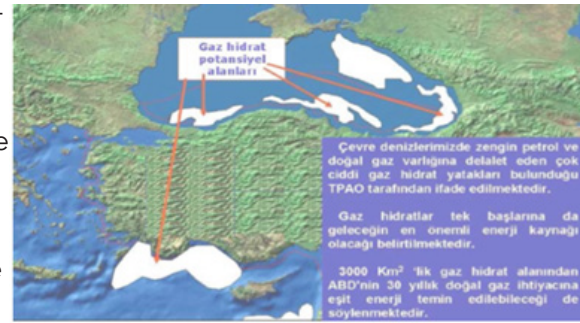 Gaz hidrat
potansiyel
alanları
Çevre denizlerimizde zengin petrol ve
doğal gaz varlığına delalet eden çok
ciddi gaz hidrat yatakları bulunduğu
TPAO tarafından ifade edilmektedir.
Gaz hidratlar tek başlarına da
geleceğin en önemli enerji kaynağı
olacağı belirtilmektedir.
3000 Km² 'lik gaz hidrat alanından
ABD'nin 30 yıllık doğal gaz ihtiyacına
eşit enerji temin edilebileceği de
söylenmektedir.